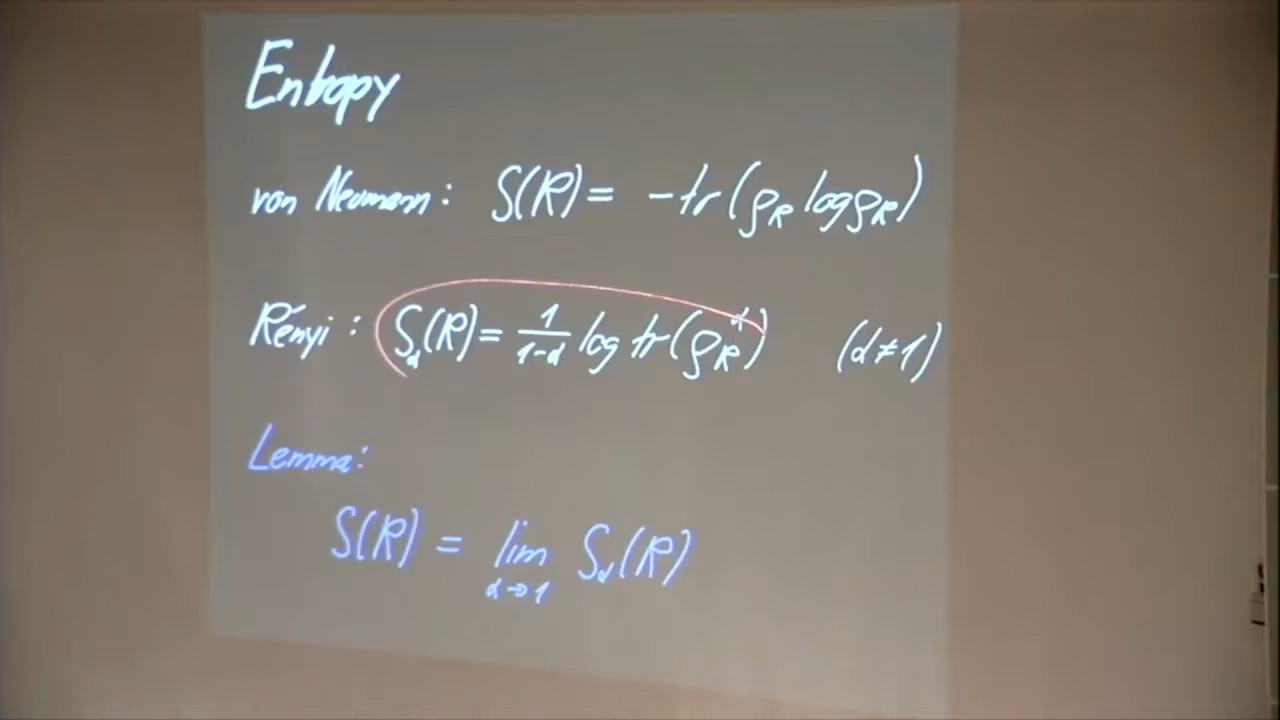 Entropy
von Neumann: S(R) = -tr(ρ_R log ρ_R)
Rényi: S_α(R) = 1/(1-α) log tr(ρ_R^α) (α≠1)
Lemma:
S(R) = lim_{α→1} S_α(R)